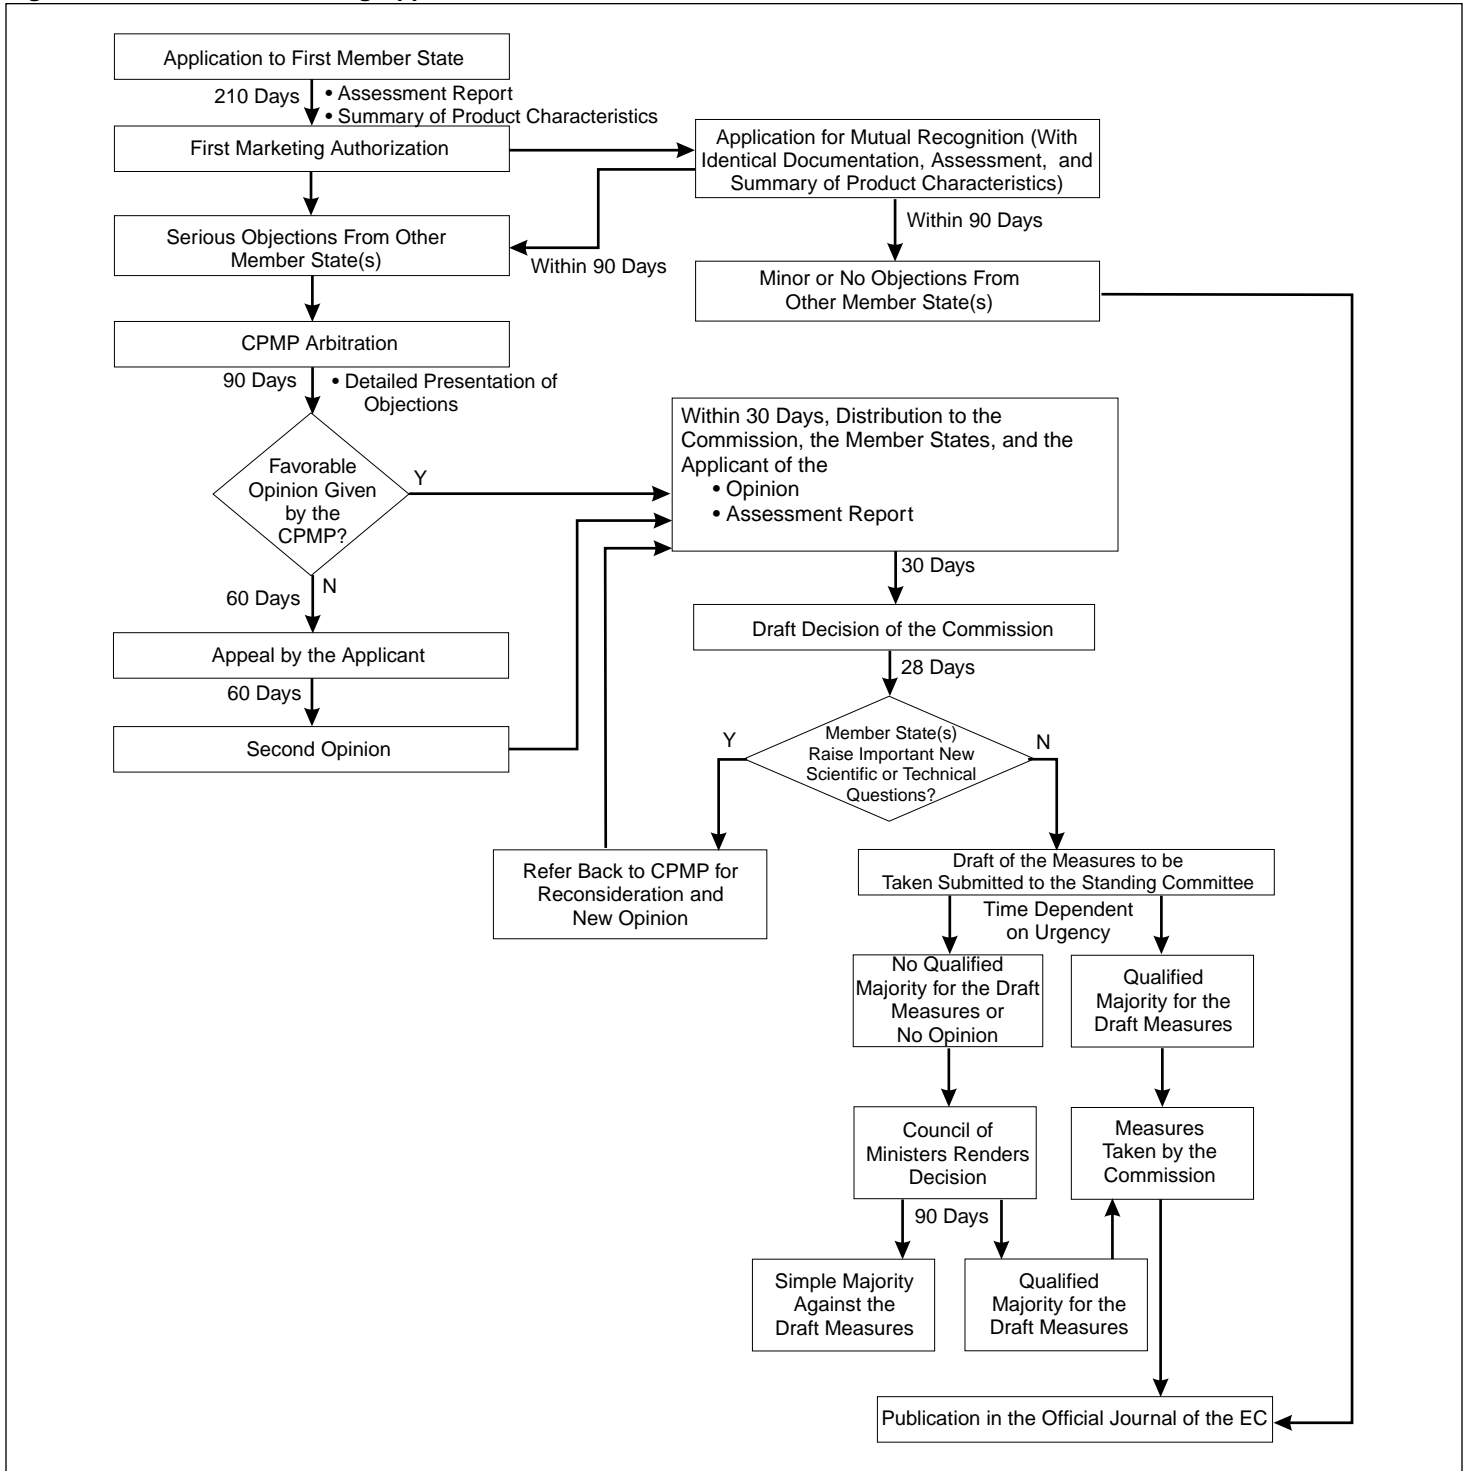 Application to First Member State
210 Days
• Assessment Report
• Summary of Product Characteristics
First Marketing Authorization
Application for Mutual Recognition (With
Identical Documentation, Assessment, and
Summary of Product Characteristics)
Within 90 Days
Serious Objections From Other
Member State(s)
Within 90 Days
Minor or No Objections From
Other Member State(s)
CPMP Arbitration
90 Days
• Detailed Presentation of
Objections
Favorable
Opinion Given
by the
CPMP?
Y
N
Within 30 Days, Distribution to the
Commission, the Member States, and the
Applicant of the
• Opinion
• Assessment Report
60 Days
30 Days
Appeal by the Applicant
Draft Decision of the Commission
60 Days
28 Days
Second Opinion
Member State(s)
Raise Important New
Scientific or Technical
Questions?
Y
N
Refer Back to CPMP for
Reconsideration and
New Opinion
Draft of the Measures to be
Taken Submitted to the Standing Committee
Time Dependent
on Urgency
No Qualified
Majority for the Draft
Measures or
No Opinion
Qualified
Majority for the
Draft Measures
Council of
Ministers Renders
Decision
Measures
Taken by the
Commission
90 Days
Simple Majority
Against the
Draft Measures
Qualified
Majority for the
Draft Measures
Publication in the Official Journal of the EC